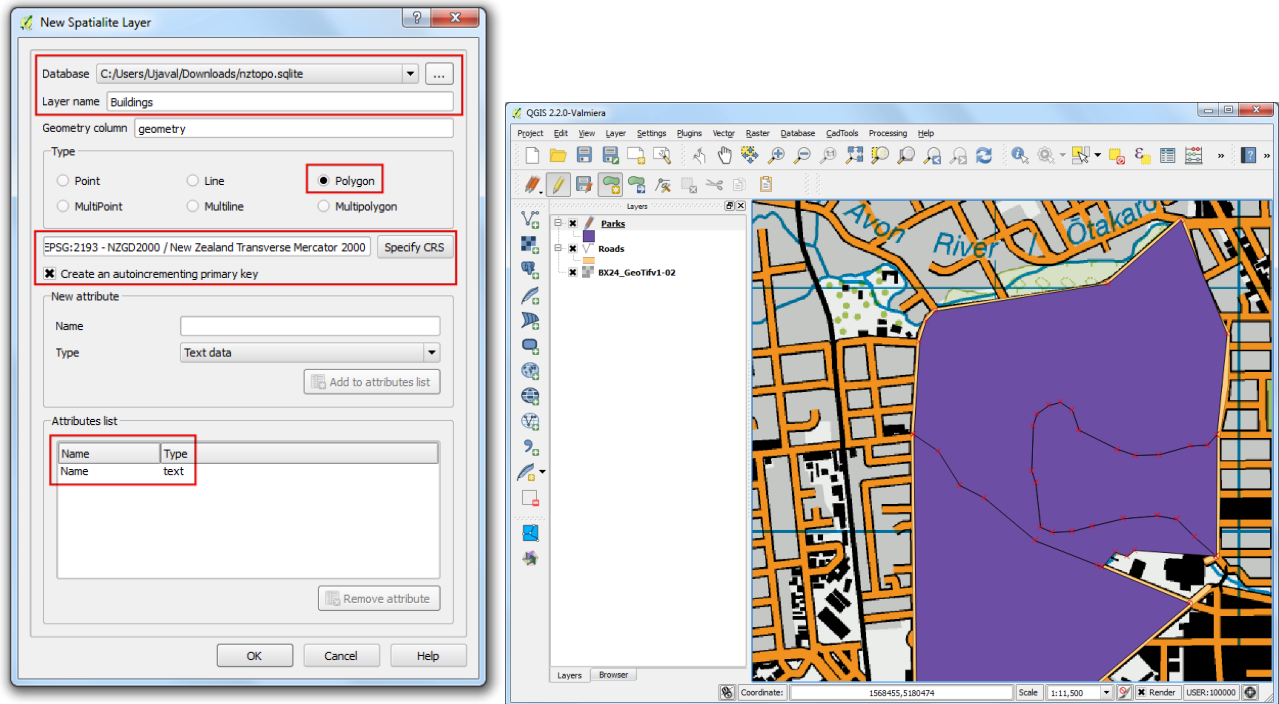 New Spatialite Layer
Database C:/Users/Ujaval/Downloads/nztopo.sqlite ...
Layer name Buildings
Geometry column geometry
Type
Point Line Polygon
MultiPoint Multiline Multipolygon
EPSG:2193 - NZGD2000 / New Zealand Transverse Mercator 2000 Specify CRS
Create an autoincrementing primary key
New attribute
Name
Type Text data
Add to attributes list
Attributes list
Name Type
Name text
Remove attribute
OK Cancel Help
QGIS 2.2.0-Valmiera
Project Edit View Layer Settings Plugins Vector Raster Database CadTools Processing Help
Layers
Parks
Roads
BX24_GeoTifv1-02
Avon River / Ōtakaro
Layers Browser
Coordinate: 1568455,5180474 Scale 1:11,500 Render USER:100000